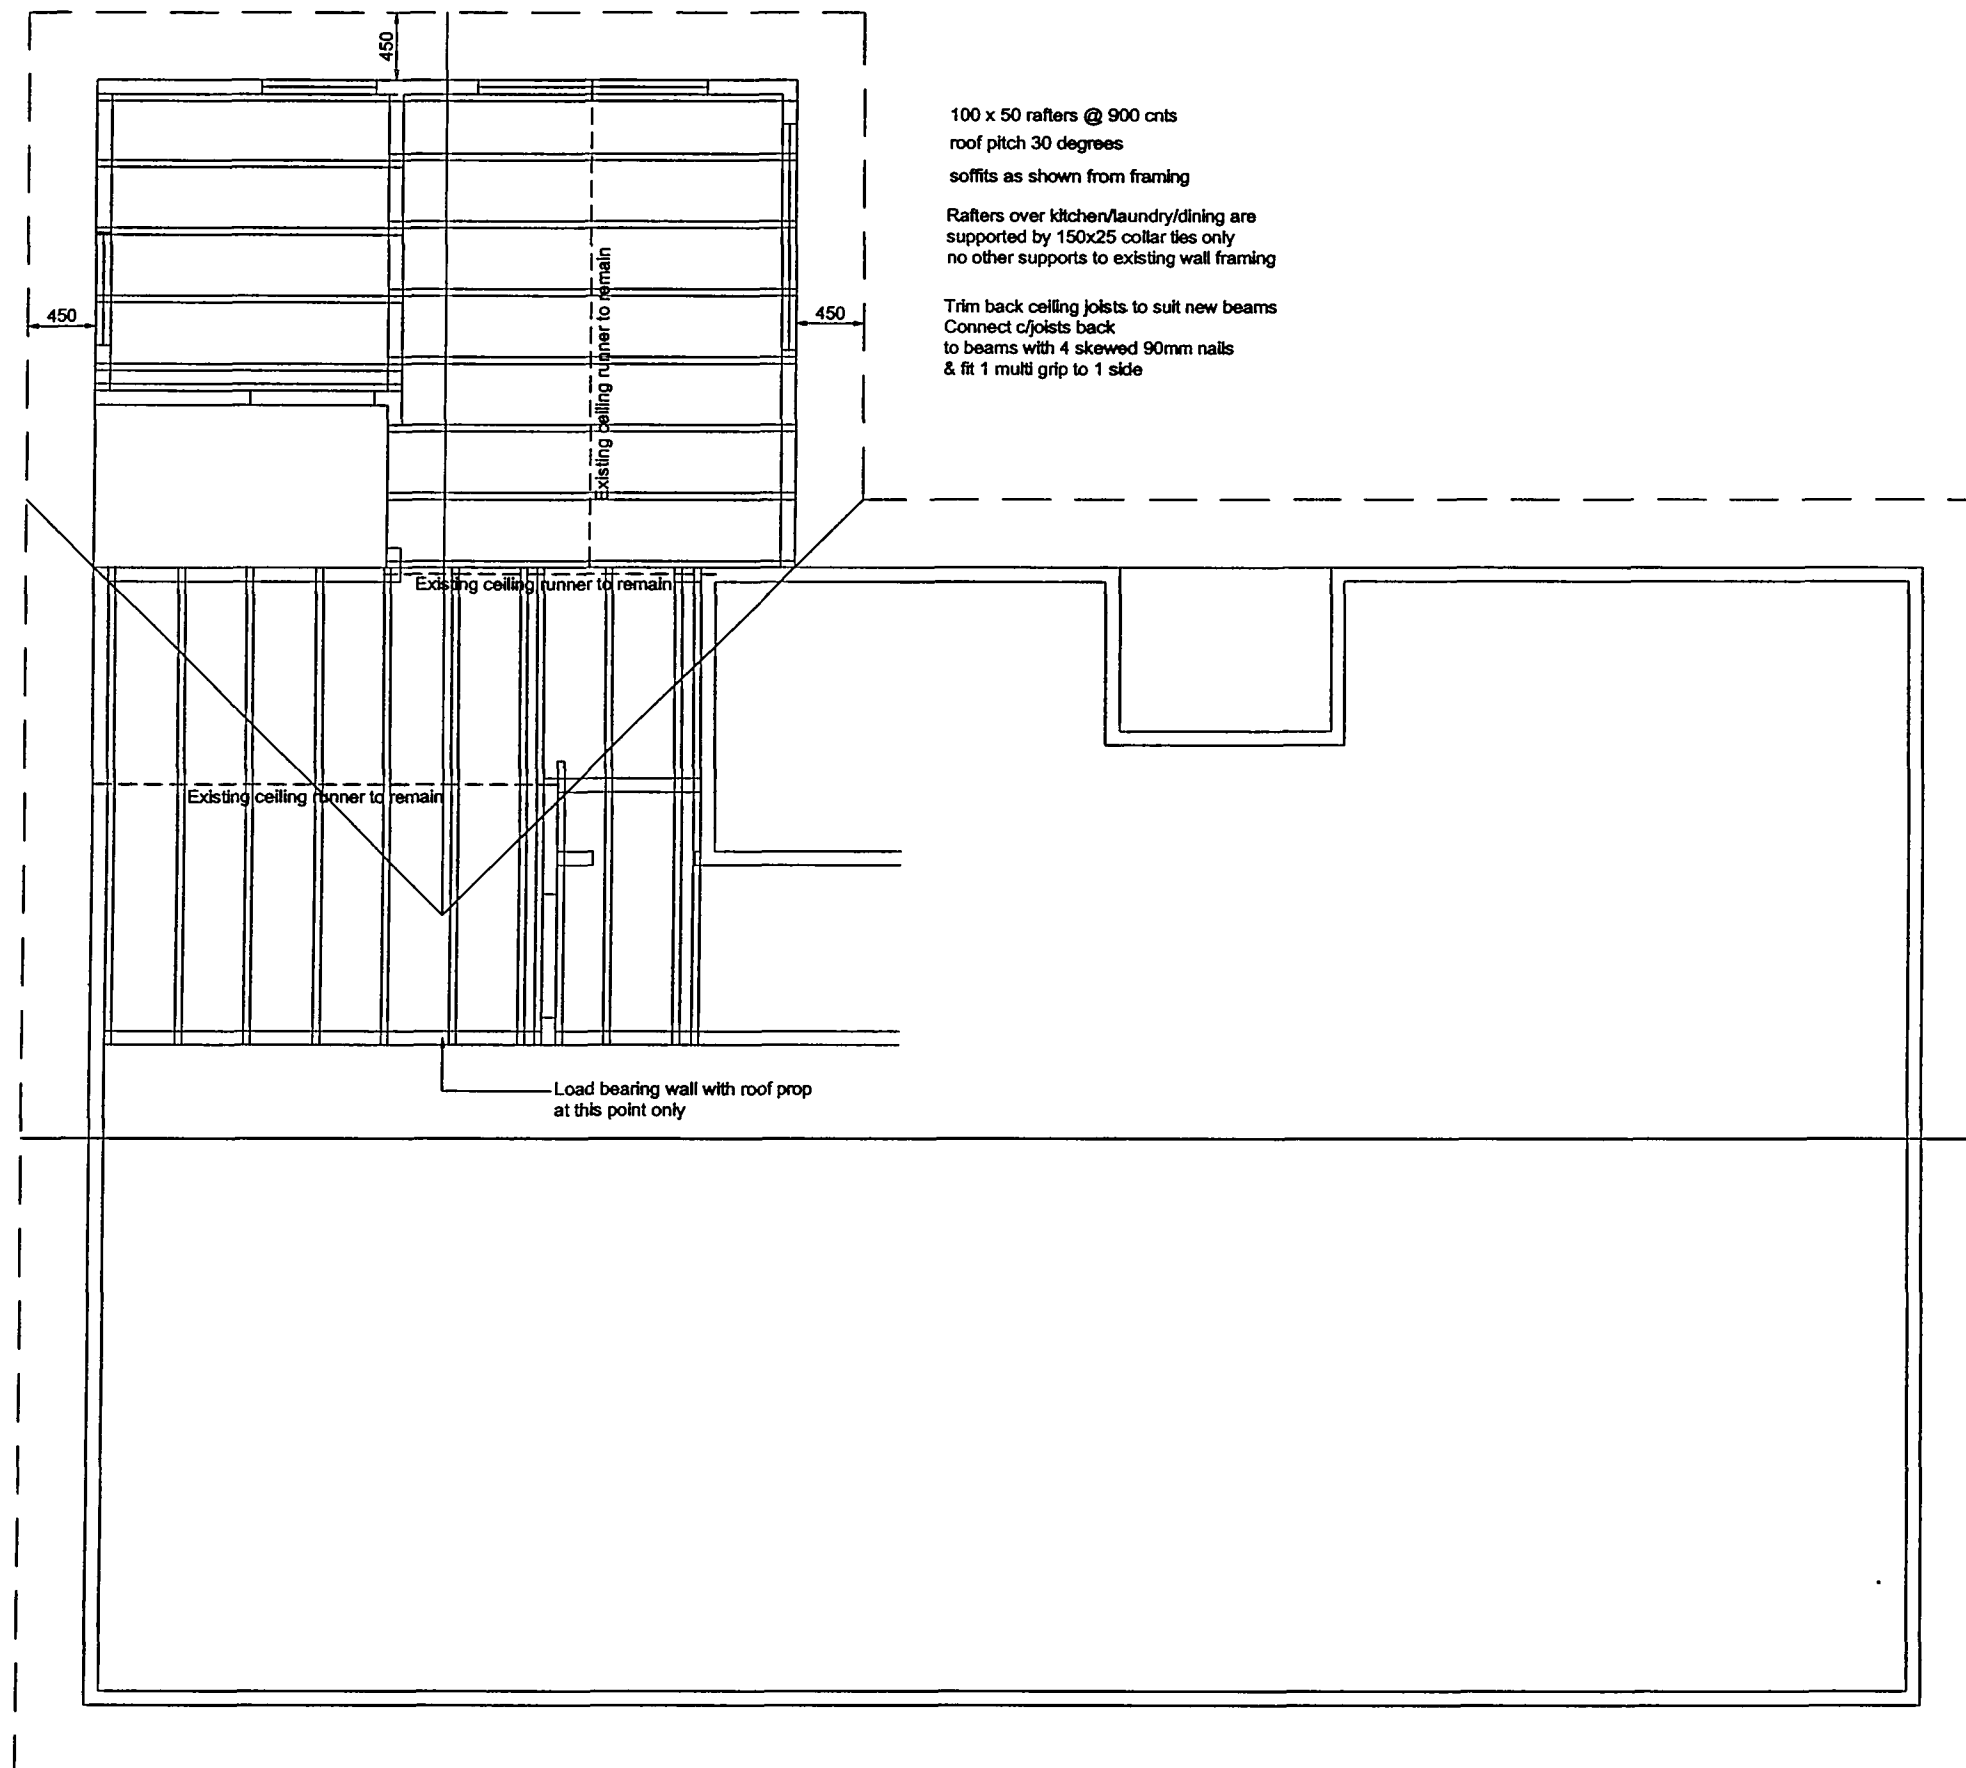 450
100 x 50 rafters @ 900 cnts
roof pitch 30 degrees
soffits as shown from framing
Rafters over kitchen/laundry/dining are
supported by 150x25 collar ties only
no other supports to existing wall framing
Trim back ceiling joists to suit new beams
Connect c/joists back
to beams with 4 skewed 90mm nails
& fit 1 multi grip to 1 side
450
450
Existing ceiling runner to remain
Existing ceiling runner to remain
Existing ceiling runner to remain
Load bearing wall with roof prop
at this point only